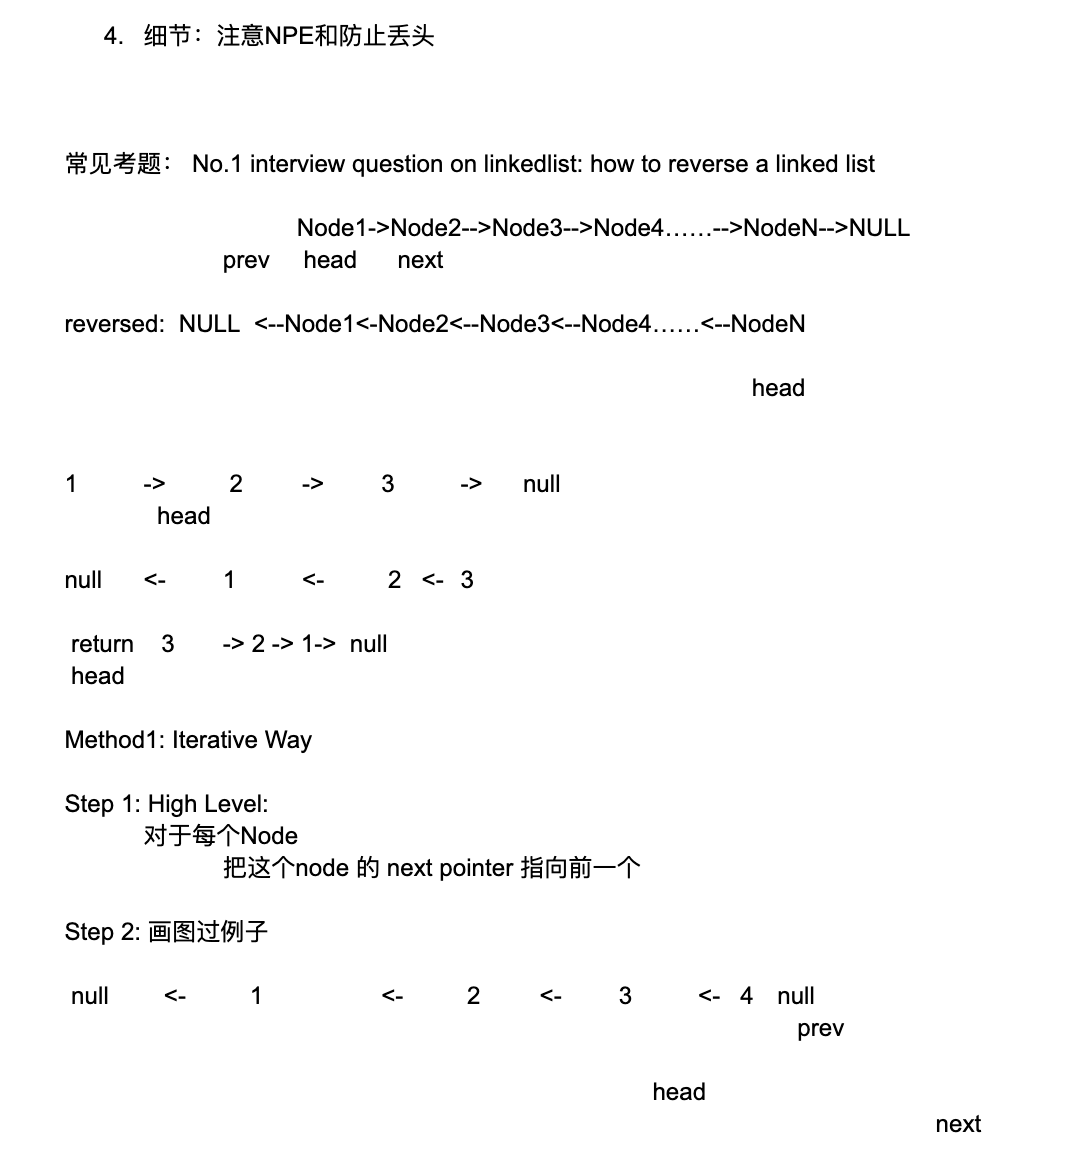 4. 细节：注意NPE和防止丢头
常见考题： No.1 interview question on linkedlist: how to reverse a linked list
Node1->Node2-->Node3-->Node4……-->NodeN-->NULL
prev head next
reversed: NULL <--Node1<-Node2<--Node3<--Node4……<--NodeN
head
1 -> 2 -> 3 -> null
head
null <- 1 <- 2 <- 3
return 3 -> 2 -> 1-> null
head
Method1: Iterative Way
Step 1: High Level:
对于每个Node
把这个node 的 next pointer 指向前一个
Step 2: 画图过例子
null <- 1 <- 2 <- 3 <- 4 null
prev
head
next